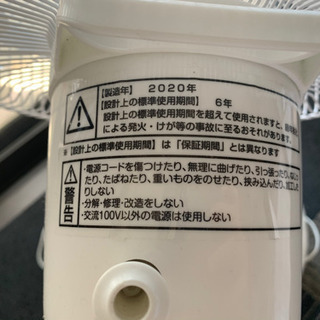 【製造年】 2020年
【設計上の標準使用期間】 6年
【設計上の標準使用期間を超えて使用されますと、
による発火・けが等の事故に至るおそれがあります。
※【設計上の標準使用期間】は「保証期間」とは異なります
警告
・電源コードを傷つけたり、無理に曲げたり、引っ張ったり、
たり、たばねたり、重いものをのせたり、挟み込んだり、
りしない
・分解・修理・改造をしない
・交流100V以外の電源は使用しない